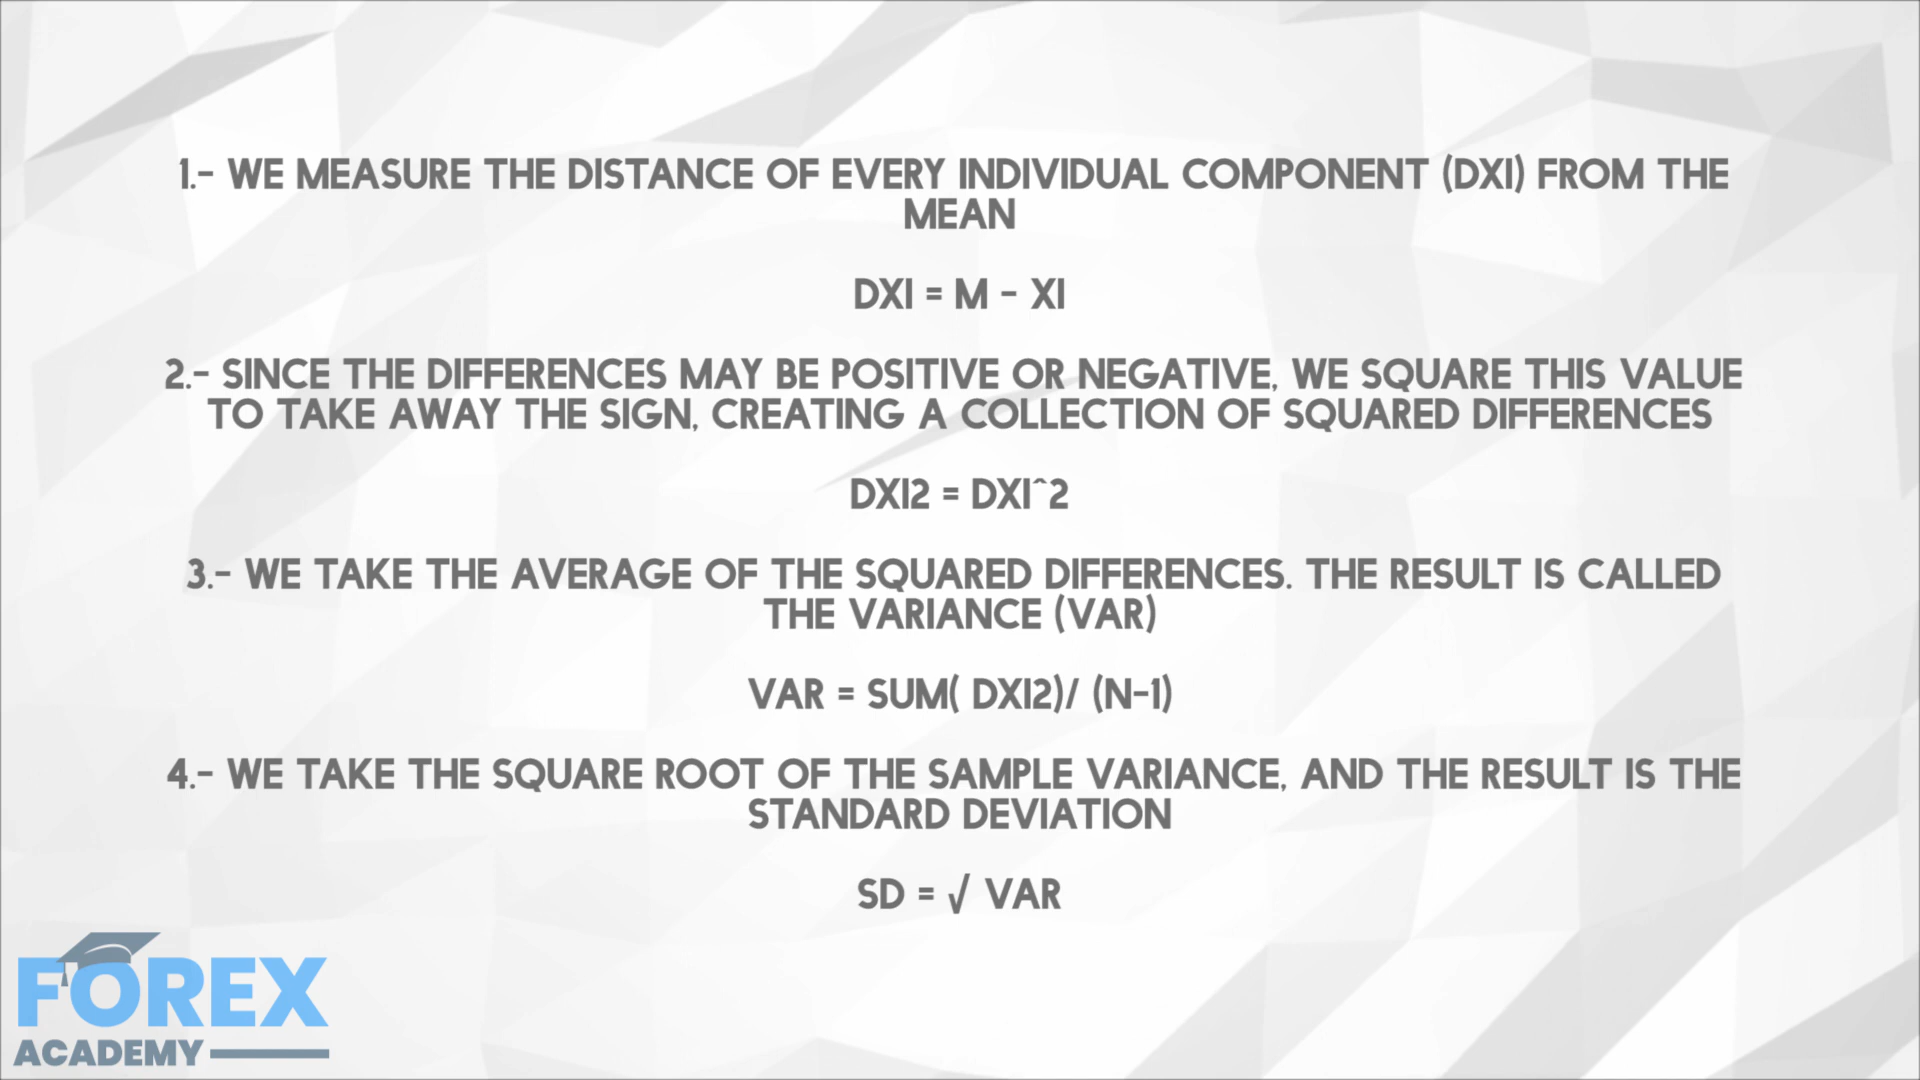 1.- WE MEASURE THE DISTANCE OF EVERY INDIVIDUAL COMPONENT (DXI) FROM THE
MEAN
DXI = M - XI
2.- SINCE THE DIFFERENCES MAY BE POSITIVE OR NEGATIVE, WE SQUARE THIS VALUE
TO TAKE AWAY THE SIGN, CREATING A COLLECTION OF SQUARED DIFFERENCES
DXI2 = DXI^2
3.- WE TAKE THE AVERAGE OF THE SQUARED DIFFERENCES. THE RESULT IS CALLED
THE VARIANCE (VAR)
VAR = SUM( DXI2)/ (N-1)
4.- WE TAKE THE SQUARE ROOT OF THE SAMPLE VARIANCE, AND THE RESULT IS THE
STANDARD DEVIATION
SD = √ VAR
FOREX
ACADEMY